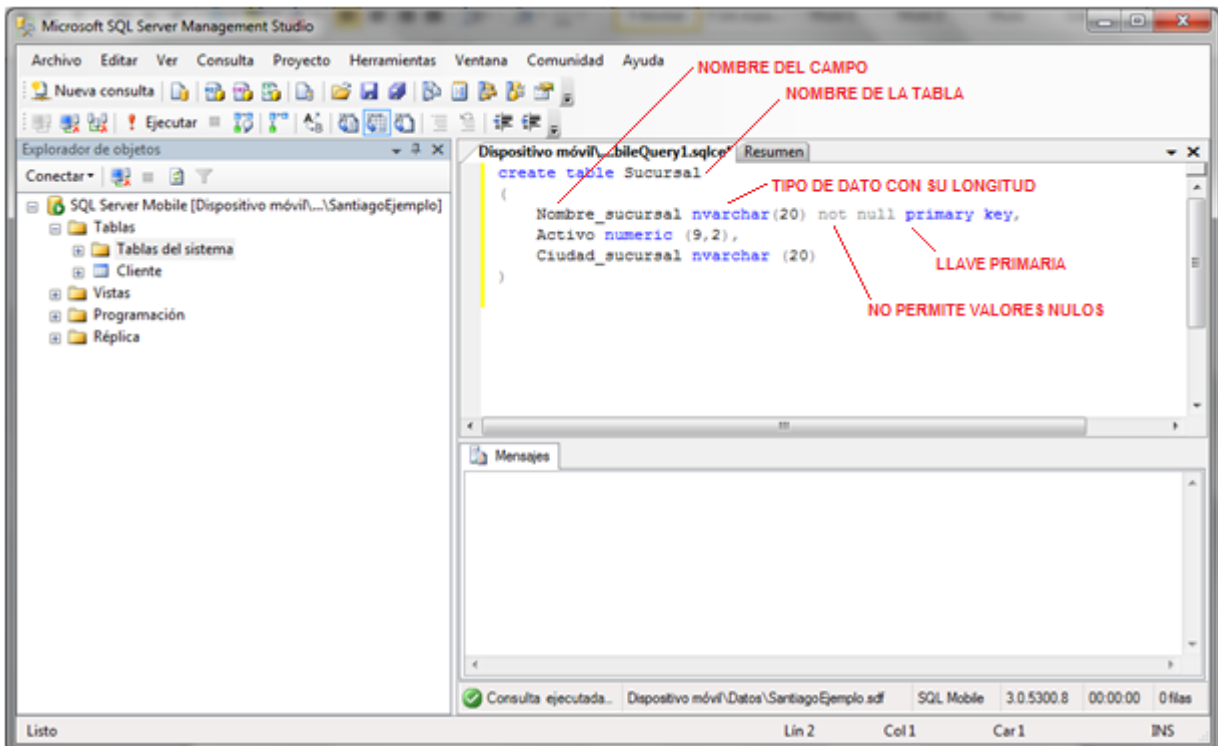 Microsoft SQL Server Management Studio
Archivo Editar Ver Consulta Proyecto Herramientas Ventana Comunidad Ayuda
NOMBRE DEL CAMPO
Nueva consulta
NOMBRE DE LA TABLA
Ejecutar
Explorador de objetos
Conectar
SQL Server Mobile [Dispositivo móvil\...\SantiagoEjemplo]
Tablas
Tablas del sistema
Cliente
Vistas
Programación
Réplica
Dispositivo móvil\...bileQuery1.sqlce* Resumen
create table Sucursal
TIPO DE DATO CON SU LONGITUD
(
Nombre_sucursal nvarchar(20) not null primary key,
Activo numeric (9,2),
Ciudad_sucursal nvarchar (20)
)
LLAVE PRIMARIA
NO PERMITE VALORES NULOS
Mensajes
Consulta ejecutada... Dispositivo móvil\Datos\SantiagoEjemplo.sdf SQL Mobile 3.0.5300.8 00:00:00 0 filas
Listo Lín 2 Col 1 Car 1 INS